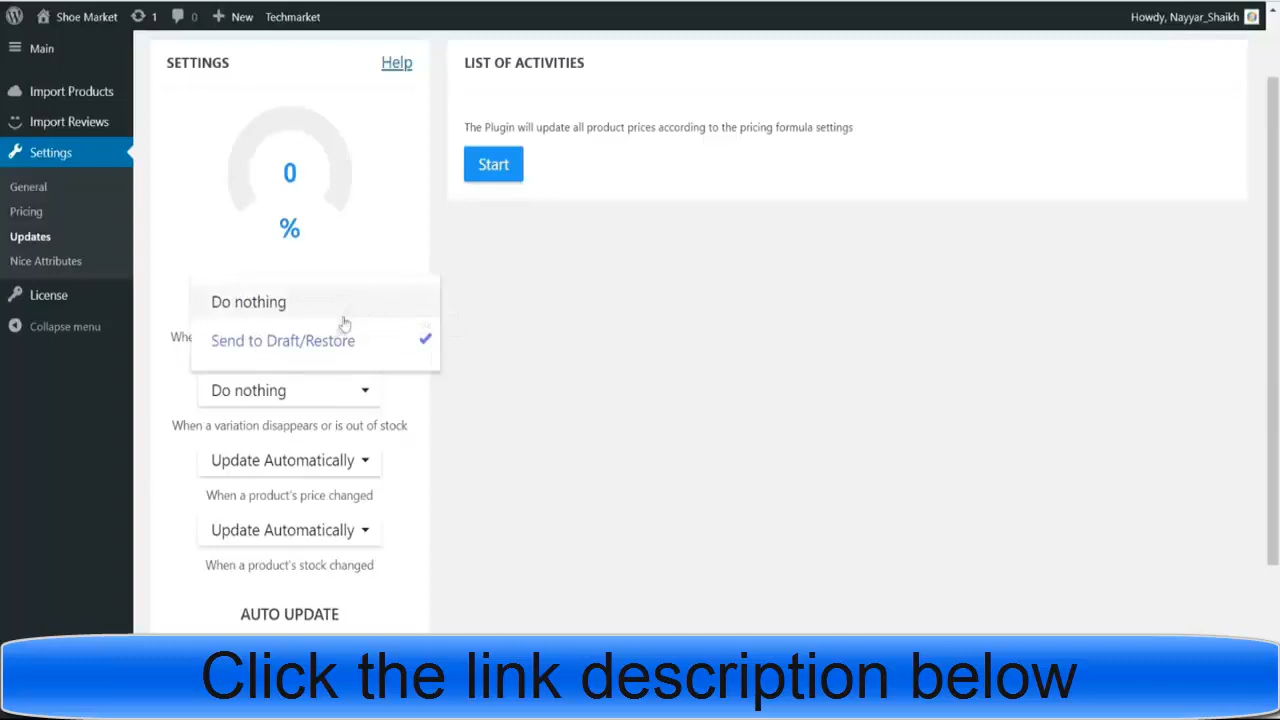 Shoe Market 1 0 New Techmarket Howdy, Nayyar_Shaikh
Main
Import Products
Import Reviews
Settings
General
Pricing
Updates
Nice Attributes
License
Collapse menu
SETTINGS Help
0
%
Do nothing
Send to Draft/Restore
Do nothing
When a variation disappears or is out of stock
Update Automatically
When a product's price changed
Update Automatically
When a product's stock changed
AUTO UPDATE
LIST OF ACTIVITIES
The Plugin will update all product prices according to the pricing formula settings
Start
Click the link description below